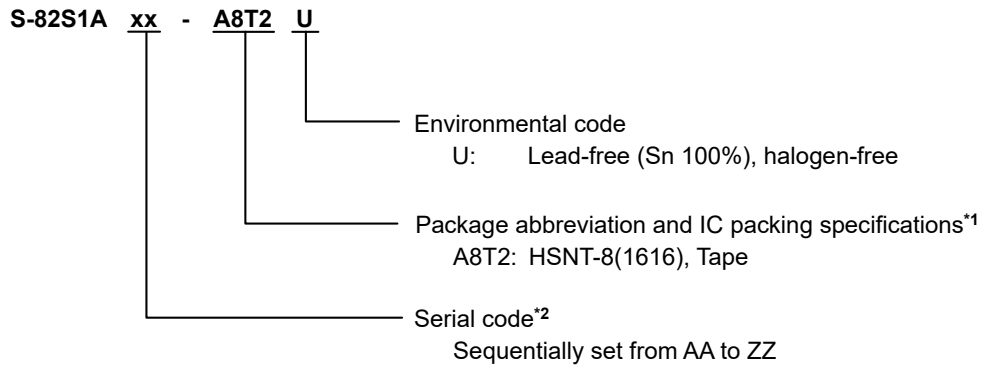 S-82S1A xx - A8T2 U
Environmental code
U: Lead-free (Sn 100%), halogen-free
Package abbreviation and IC packing specifications*1
A8T2: HSNT-8(1616), Tape
Serial code*2
Sequentially set from AA to ZZ